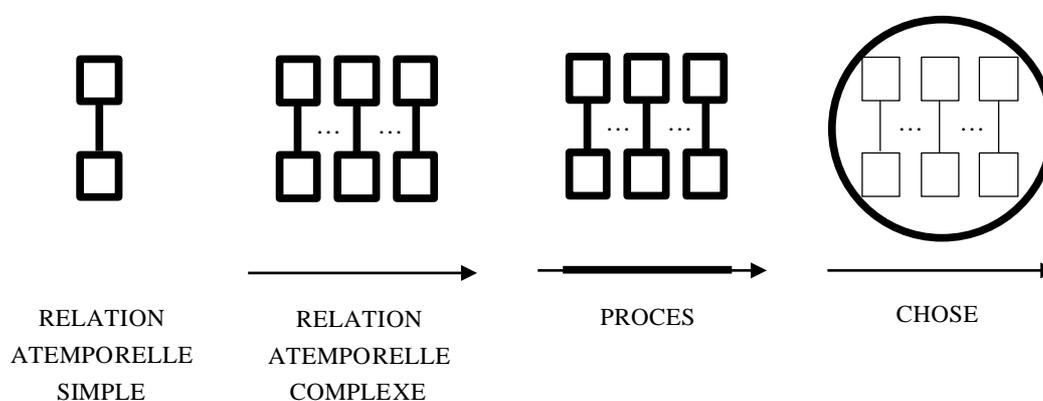 ... ...
... ...
... ...
RELATION
ATEMPORELLE
SIMPLE
RELATION
ATEMPORELLE
COMPLEXE
PROCES
CHOSE